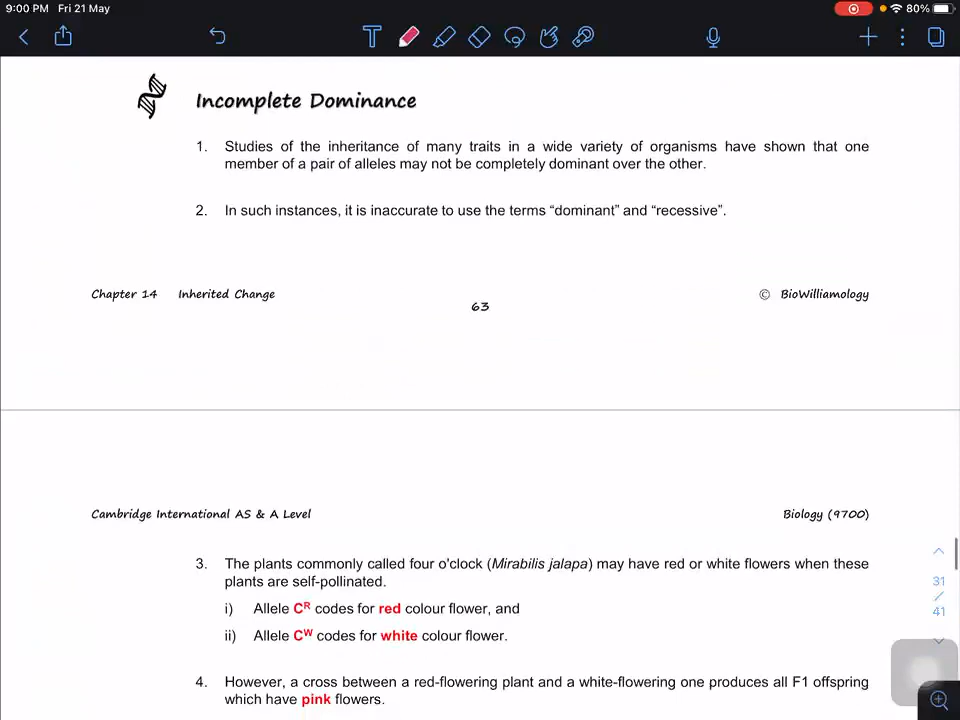 9:00 PM Fri 21 May
80%
Incomplete Dominance
1. Studies of the inheritance of many traits in a wide variety of organisms have shown that one
member of a pair of alleles may not be completely dominant over the other.
2. In such instances, it is inaccurate to use the terms “dominant” and “recessive”.
Chapter 14 Inherited Change
63
© BioWilliamology
Cambridge International AS & A Level
Biology (9700)
3. The plants commonly called four o'clock (Mirabilis jalapa) may have red or white flowers when these
plants are self-pollinated.
i) Allele Cᴿ codes for red colour flower, and
ii) Allele Cᵂ codes for white colour flower.
31
/
41
4. However, a cross between a red-flowering plant and a white-flowering one produces all F1 offspring
which have pink flowers.